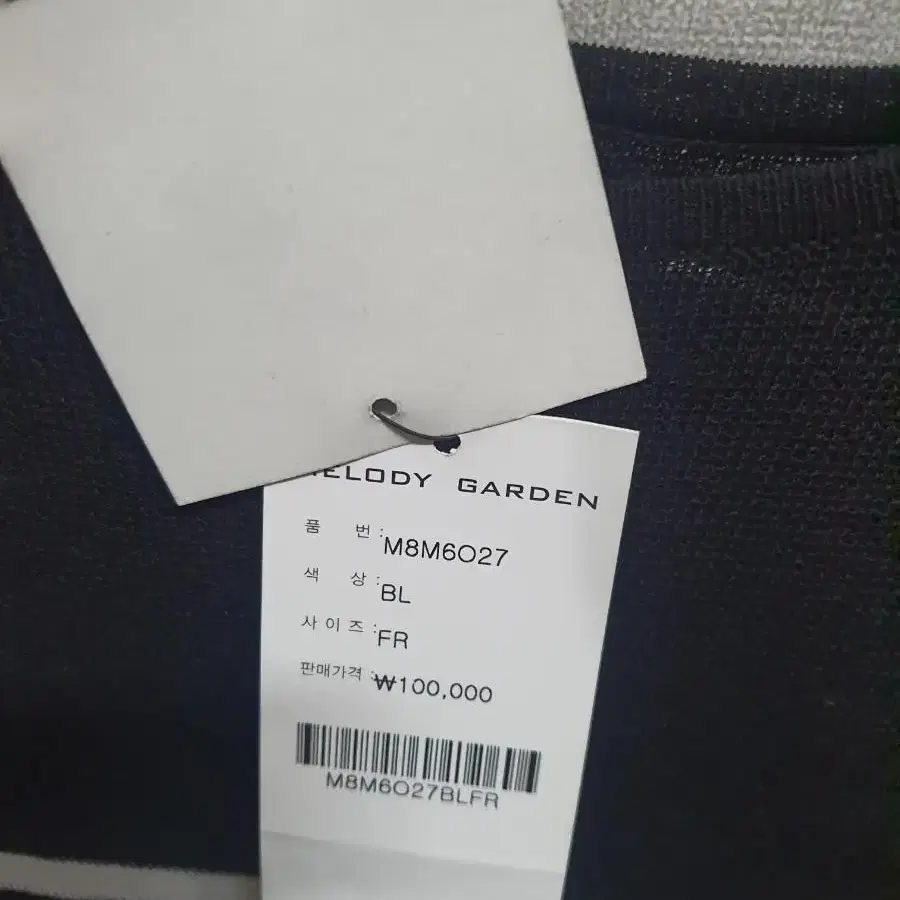 MELODY GARDEN
품 번 : M8M6O27
색 상 : BL
사이즈 : FR
판매가격 : ₩100,000
M8M6O27BLFR